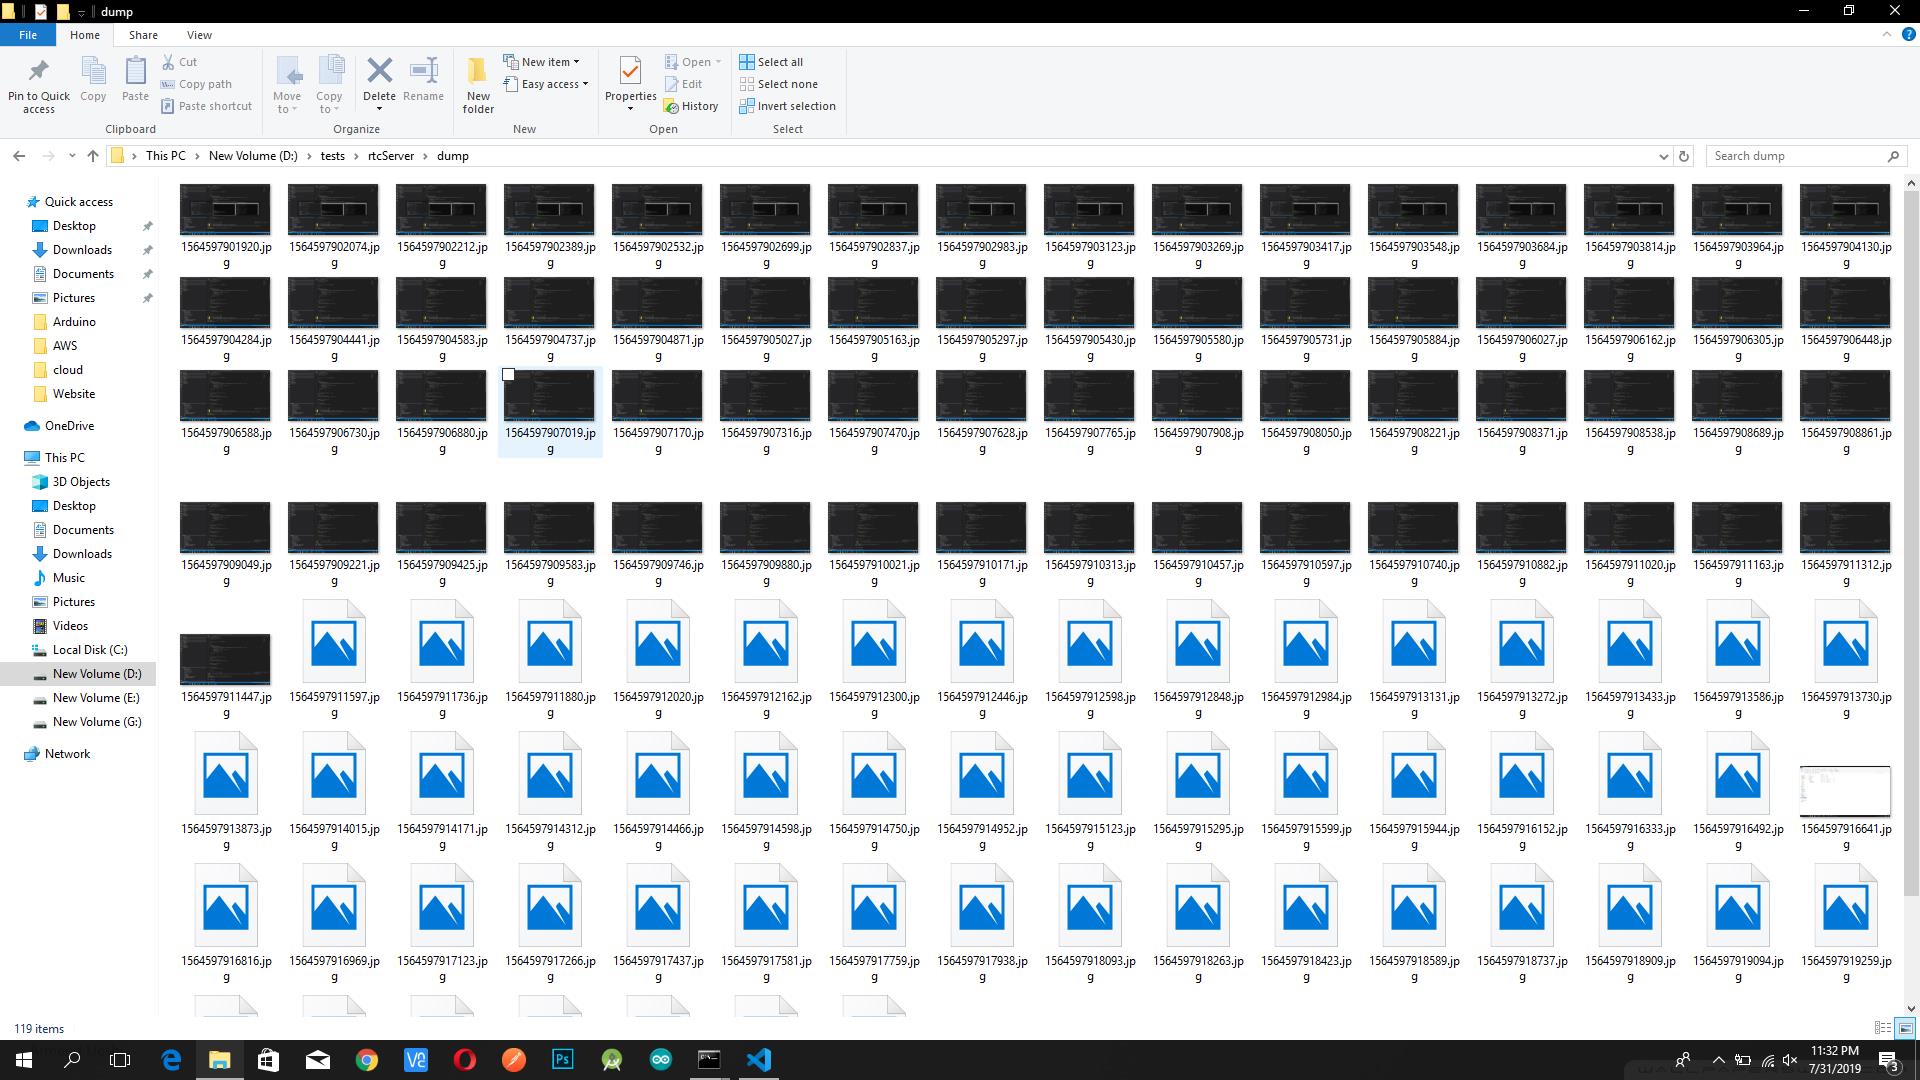 dump
File Home Share View
Pin to Quick access
Copy
Paste
Cut
Copy path
Paste shortcut
Clipboard
Move to
Copy to
Delete
Rename
Organize
New folder
New item
Easy access
New
Properties
Open
Edit
History
Open
Select all
Select none
Invert selection
Select
This PC New Volume (D:) tests rtcServer dump
Search dump
Quick access
Desktop
Downloads
Documents
Pictures
Arduino
AWS
cloud
Website
OneDrive
This PC
3D Objects
Desktop
Documents
Downloads
Music
Pictures
Videos
Local Disk (C:)
New Volume (D:)
New Volume (E:)
New Volume (G:)
Network
1564597901920.jpg 1564597902074.jpg 1564597902212.jpg 1564597902389.jpg 1564597902532.jpg 1564597902699.jpg 1564597902837.jpg 1564597902983.jpg 1564597903123.jpg 1564597903269.jpg 1564597903417.jpg 1564597903548.jpg 1564597903684.jpg 1564597903814.jpg 1564597903964.jpg 1564597904130.jpg
1564597904284.jpg 1564597904441.jpg 1564597904583.jpg 1564597904737.jpg 1564597904871.jpg 1564597905027.jpg 1564597905163.jpg 1564597905297.jpg 1564597905430.jpg 1564597905580.jpg 1564597905731.jpg 1564597905884.jpg 1564597906027.jpg 1564597906162.jpg 1564597906305.jpg 1564597906448.jpg
1564597906588.jpg 1564597906730.jpg 1564597906880.jpg 1564597907019.jpg 1564597907170.jpg 1564597907316.jpg 1564597907470.jpg 1564597907628.jpg 1564597907765.jpg 1564597907908.jpg 1564597908050.jpg 1564597908221.jpg 1564597908371.jpg 1564597908538.jpg 1564597908689.jpg 1564597908861.jpg
1564597909049.jpg 1564597909221.jpg 1564597909425.jpg 1564597909583.jpg 1564597909746.jpg 1564597909880.jpg 1564597910021.jpg 1564597910171.jpg 1564597910313.jpg 1564597910457.jpg 1564597910597.jpg 1564597910740.jpg 1564597910882.jpg 1564597911020.jpg 1564597911163.jpg 1564597911312.jpg
1564597911447.jpg 1564597911597.jpg 1564597911736.jpg 1564597911880.jpg 1564597912020.jpg 1564597912162.jpg 1564597912300.jpg 1564597912446.jpg 1564597912598.jpg 1564597912848.jpg 1564597912984.jpg 1564597913131.jpg 1564597913272.jpg 1564597913433.jpg 1564597913586.jpg 1564597913730.jpg
1564597913873.jpg 1564597914015.jpg 1564597914171.jpg 1564597914312.jpg 1564597914466.jpg 1564597914598.jpg 1564597914750.jpg 1564597914952.jpg 1564597915123.jpg 1564597915295.jpg 1564597915599.jpg 1564597915944.jpg 1564597916152.jpg 1564597916333.jpg 1564597916492.jpg 1564597916641.jpg
1564597916816.jpg 1564597916969.jpg 1564597917123.jpg 1564597917266.jpg 1564597917437.jpg 1564597917581.jpg 1564597917759.jpg 1564597917938.jpg 1564597918093.jpg 1564597918263.jpg 1564597918423.jpg 1564597918589.jpg 1564597918737.jpg 1564597918909.jpg 1564597919094.jpg 1564597919259.jpg
119 items
Ps
11:32 PM
7/31/2019
3